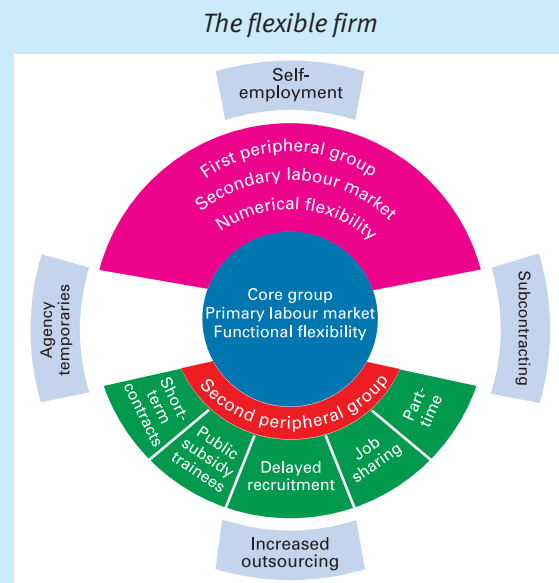 The flexible firm
Self-
employment
First peripheral group
Secondary labour market
Numerical flexibility
Agency
temporaries
Core group
Primary labour market
Functional flexibility
Subcontracting
Second peripheral group
Short-
term
contracts
Public
subsidy
trainees
Delayed
recruitment
Job
sharing
Part-
time
Increased
outsourcing